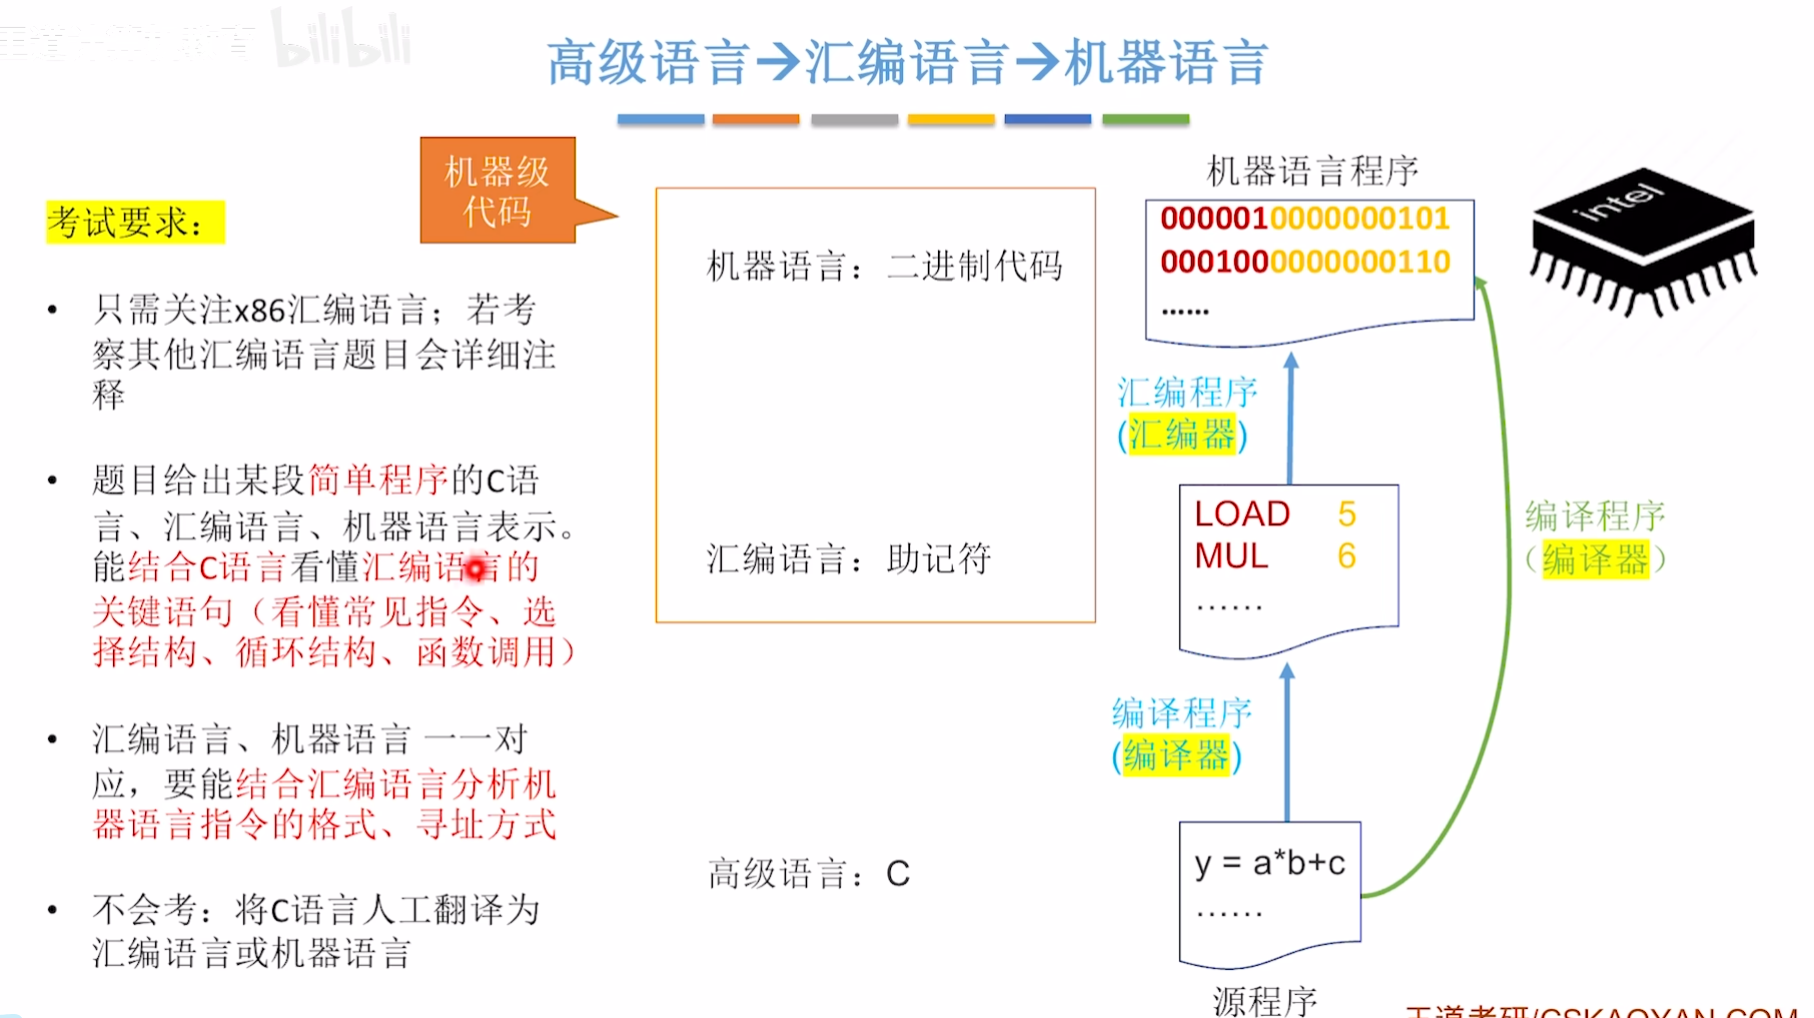 bilibili
高级语言→汇编语言→机器语言
机器级
代码
考试要求：
• 只需关注x86汇编语言；若考
察其他汇编语言题目会详细注
释
• 题目给出某段简单程序的C语
言、汇编语言、机器语言表示。
能结合C语言看懂汇编语言的
关键语句（看懂常见指令、选
择结构、循环结构、函数调用）
• 汇编语言、机器语言 一一对
应，要能结合汇编语言分析机
器语言指令的格式、寻址方式
• 不会考：将C语言人工翻译为
汇编语言或机器语言
机器语言：二进制代码
汇编语言：助记符
高级语言：C
机器语言程序
0000010000000101
0001000000000110
......
intel
汇编程序
(汇编器)
LOAD 5
MUL 6
......
编译程序
（编译器）
编译程序
(编译器)
y = a*b+c
......
源程序
王道考研/CSKAOYAN.COM